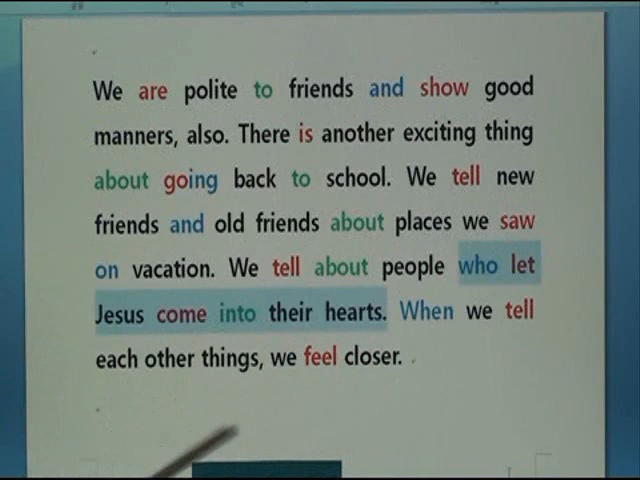 We are polite to friends and show good
manners, also. There is another exciting thing
about going back to school. We tell new
friends and old friends about places we saw
on vacation. We tell about people who let
Jesus come into their hearts. When we tell
each other things, we feel closer.